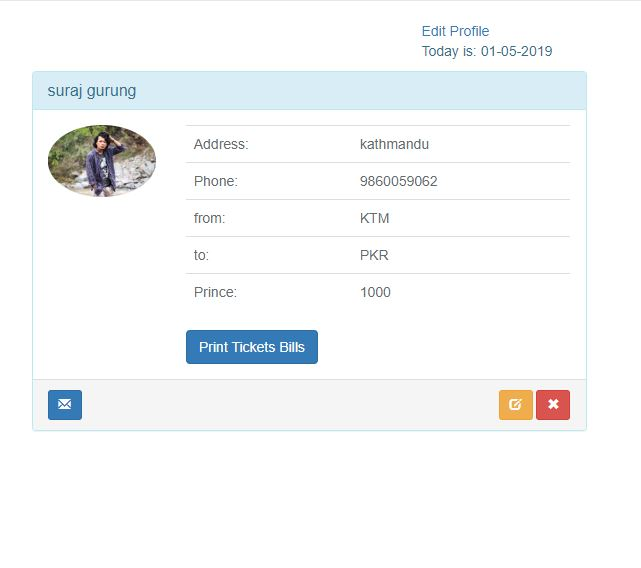 Edit Profile
Today is: 01-05-2019
suraj gurung
Address: kathmandu
Phone: 9860059062
from: KTM
to: PKR
Prince: 1000
Print Tickets Bills